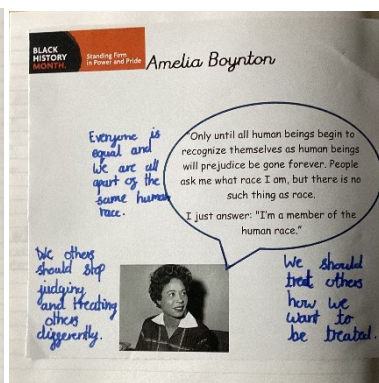 BLACK
HISTORY
MONTH.
Standing Firm
in Power and Pride
Amelia Boynton
Everyone is
equal and
we are all
apart of the
same human
race.
"Only until all human beings begin to
recognize themselves as human beings
will prejudice be gone forever. People
ask me what race I am, but there is no
such thing as race.
I just answer: "I'm a member of the
human race."
We others
should stop
judging
and treating
others
differently.
We should
treat others
how we
want to
be treated.